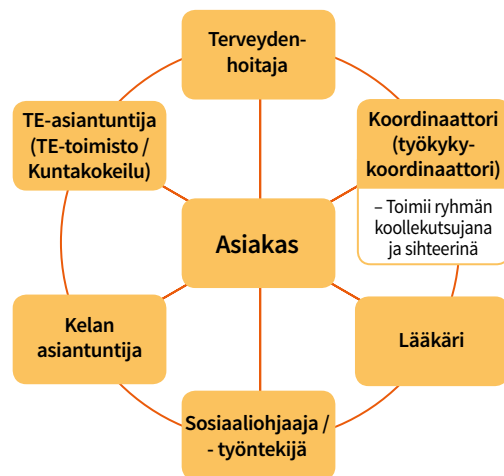 Terveyden-
hoitaja
TE-asiantuntija
(TE-toimisto /
Kuntakokeilu)
Koordinaattori
(työkyky-
koordinaattori)
– Toimii ryhmän
koollekutsujana
ja sihteerinä
Asiakas
Kelan
asiantuntija
Lääkäri
Sosiaaliohjaaja /
- työntekijä